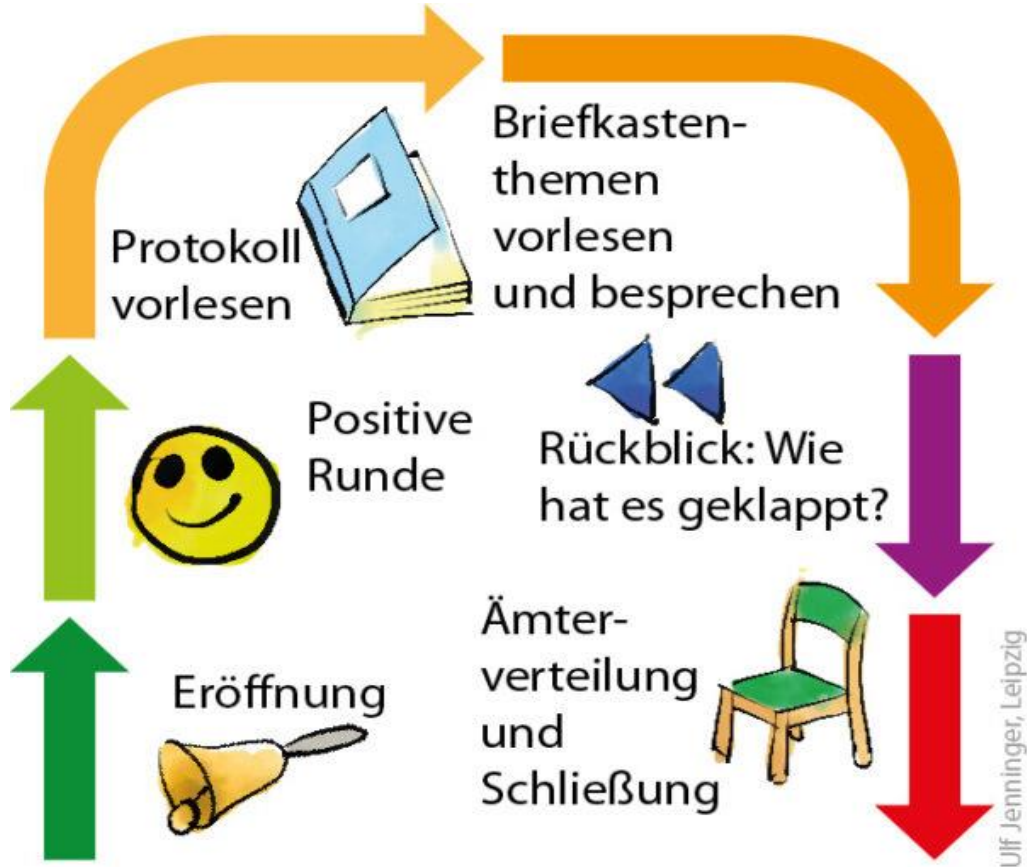 Eröffnung
Positive
Runde
Protokoll
vorlesen
Briefkasten-
themen
vorlesen
und besprechen
Rückblick: Wie
hat es geklappt?
Ämter-
verteilung
und
Schließung
Ulf Jenninger, Leipzig